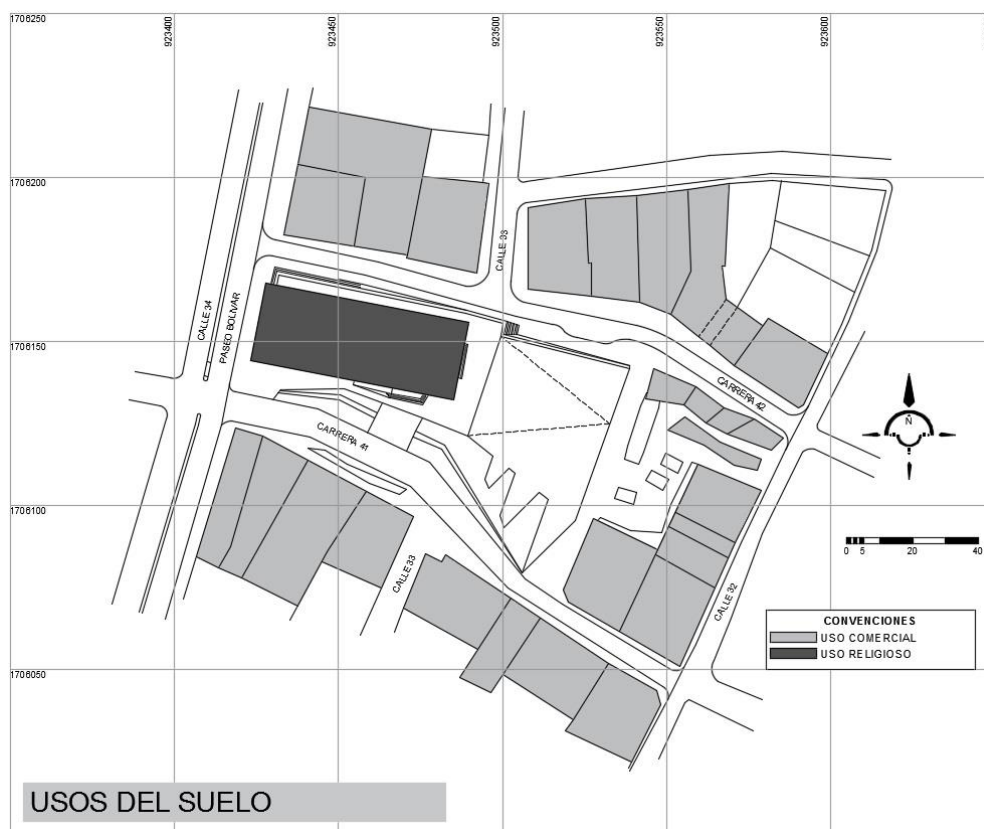 1706250
923400
923450
923500
923550
923600
1706200
1706150
1706100
1706050
CALLE 33
CALLE 34
PASEO BOLIVAR
CARRERA 42
CARRERA 41
CALLE 33
CALLE 32
N
0 5 20 40
CONVENCIONES
USO COMERCIAL
USO RELIGIOSO
USOS DEL SUELO